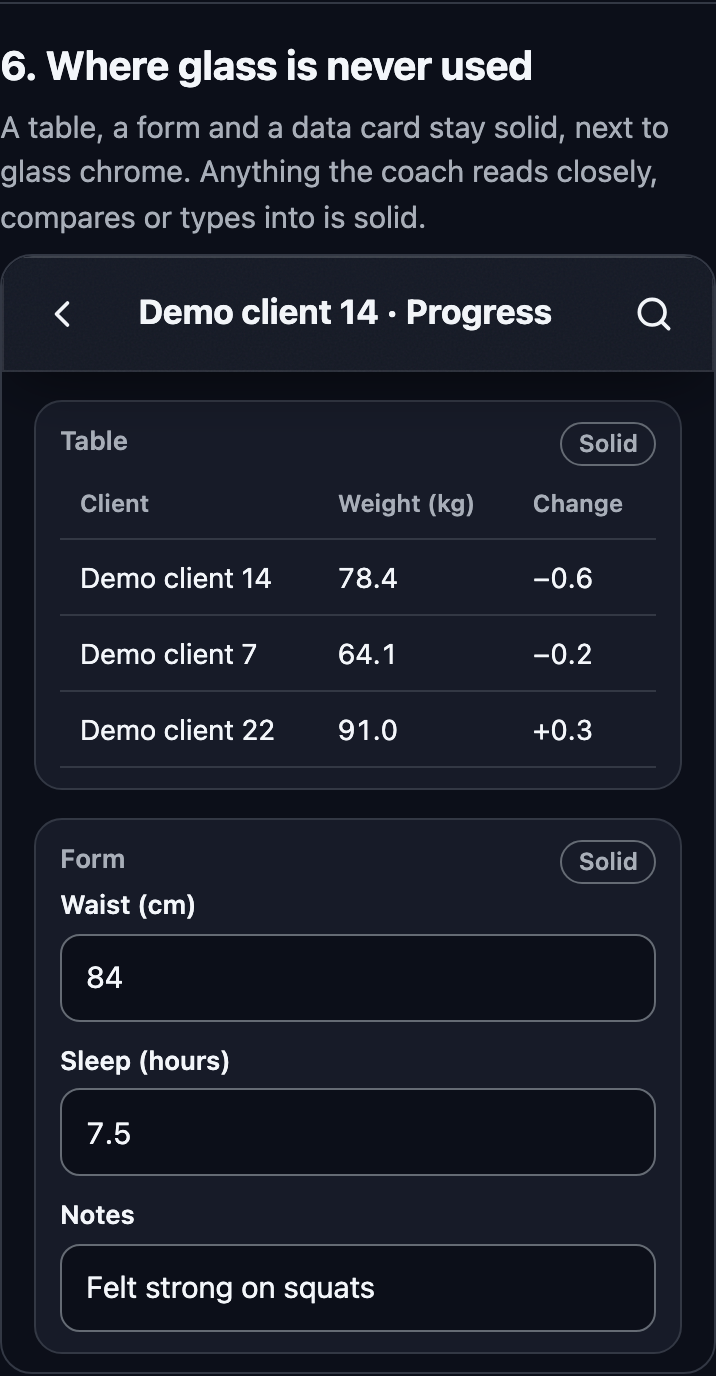 6. Where glass is never used
A table, a form and a data card stay solid, next to
glass chrome. Anything the coach reads closely,
compares or types into is solid.
Demo client 14 · Progress
Table
Solid
Client Weight (kg) Change
Demo client 14 78.4 −0.6
Demo client 7 64.1 −0.2
Demo client 22 91.0 +0.3
Form
Solid
Waist (cm)
84
Sleep (hours)
7.5
Notes
Felt strong on squats